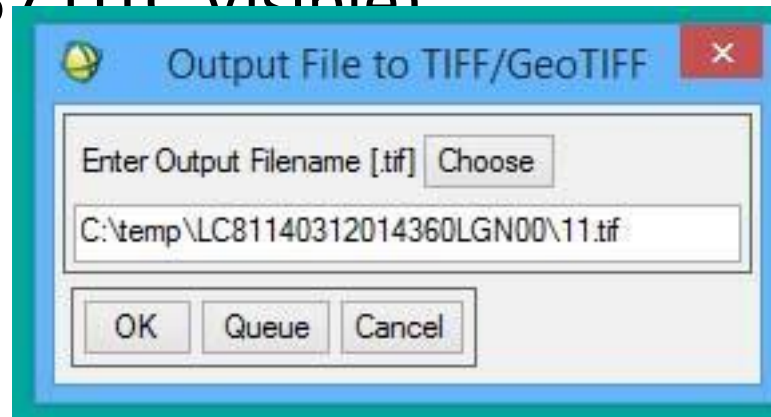 Output File to TIFF/GeoTIFF
Enter Output Filename [.tif] Choose
C:\temp\LC81140312014360LGN00\11.tif
OK Queue Cancel